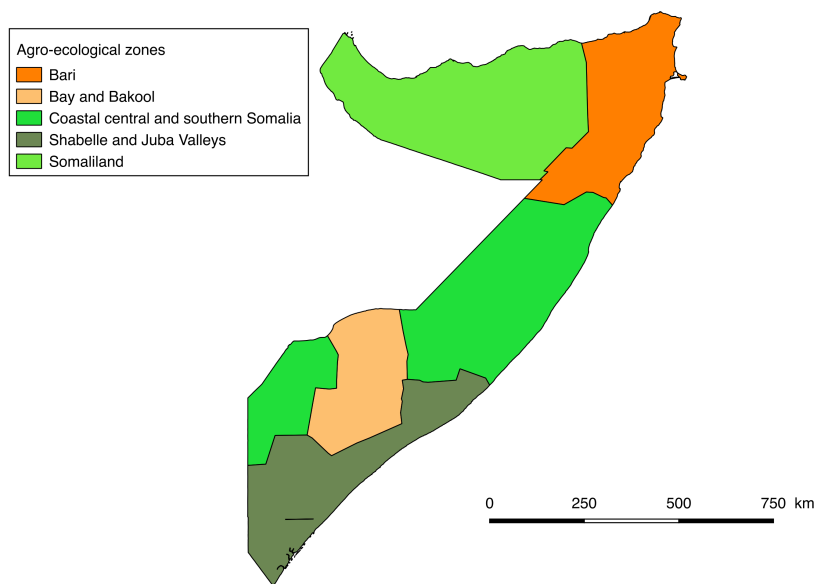 Agro-ecological zones
Bari
Bay and Bakool
Coastal central and southern Somalia
Shabelle and Juba Valleys
Somaliland
0 250 500 750 km